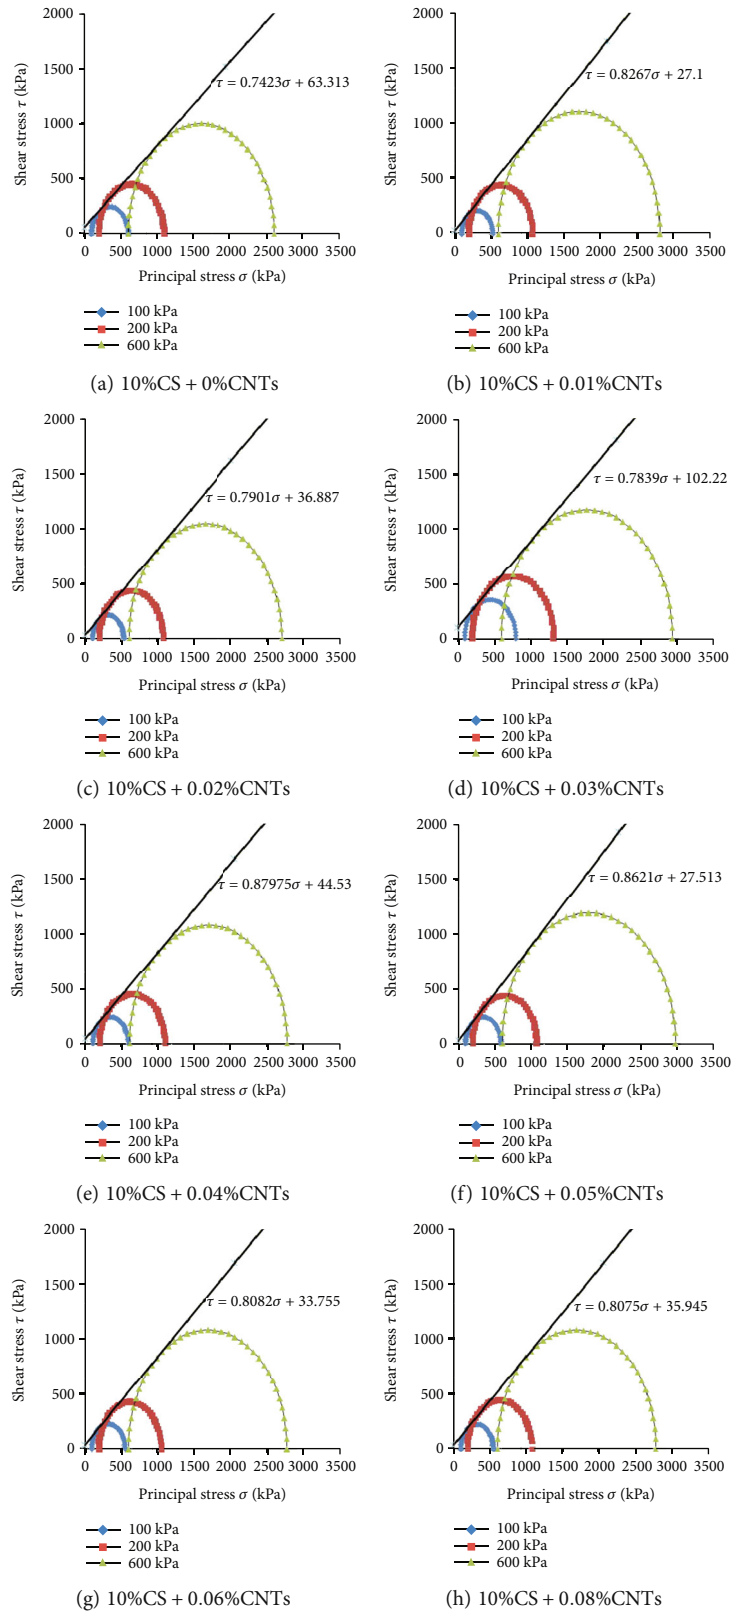 2000
1500
1000
500
0
Shear stress τ (kPa)
τ = 0.7423σ + 63.313
0 500 1000 1500 2000 2500 3000 3500
Principal stress σ (kPa)
100 kPa
200 kPa
600 kPa
(a) 10%CS + 0%CNTs
2000
1500
1000
500
0
Shear stress τ (kPa)
τ = 0.8267σ + 27.1
0 500 1000 1500 2000 2500 3000 3500
Principal stress σ (kPa)
100 kPa
200 kPa
600 kPa
(b) 10%CS + 0.01%CNTs
2000
1500
1000
500
0
Shear stress τ (kPa)
τ = 0.7901σ + 36.887
0 500 1000 1500 2000 2500 3000 3500
Principal stress σ (kPa)
100 kPa
200 kPa
600 kPa
(c) 10%CS + 0.02%CNTs
2000
1500
1000
500
0
Shear stress τ (kPa)
τ = 0.7839σ + 102.22
0 500 1000 1500 2000 2500 3000 3500
Principal stress σ (kPa)
100 kPa
200 kPa
600 kPa
(d) 10%CS + 0.03%CNTs
2000
1500
1000
500
0
Shear stress τ (kPa)
τ = 0.87975σ + 44.53
0 500 1000 1500 2000 2500 3000 3500
Principal stress σ (kPa)
100 kPa
200 kPa
600 kPa
(e) 10%CS + 0.04%CNTs
2000
1500
1000
500
0
Shear stress τ (kPa)
τ = 0.8621σ + 27.513
0 500 1000 1500 2000 2500 3000 3500
Principal stress σ (kPa)
100 kPa
200 kPa
600 kPa
(f) 10%CS + 0.05%CNTs
2000
1500
1000
500
0
Shear stress τ (kPa)
τ = 0.8082σ + 33.755
0 500 1000 1500 2000 2500 3000 3500
Principal stress σ (kPa)
100 kPa
200 kPa
600 kPa
(g) 10%CS + 0.06%CNTs
2000
1500
1000
500
0
Shear stress τ (kPa)
τ = 0.8075σ + 35.945
0 500 1000 1500 2000 2500 3000 3500
Principal stress σ (kPa)
100 kPa
200 kPa
600 kPa
(h) 10%CS + 0.08%CNTs